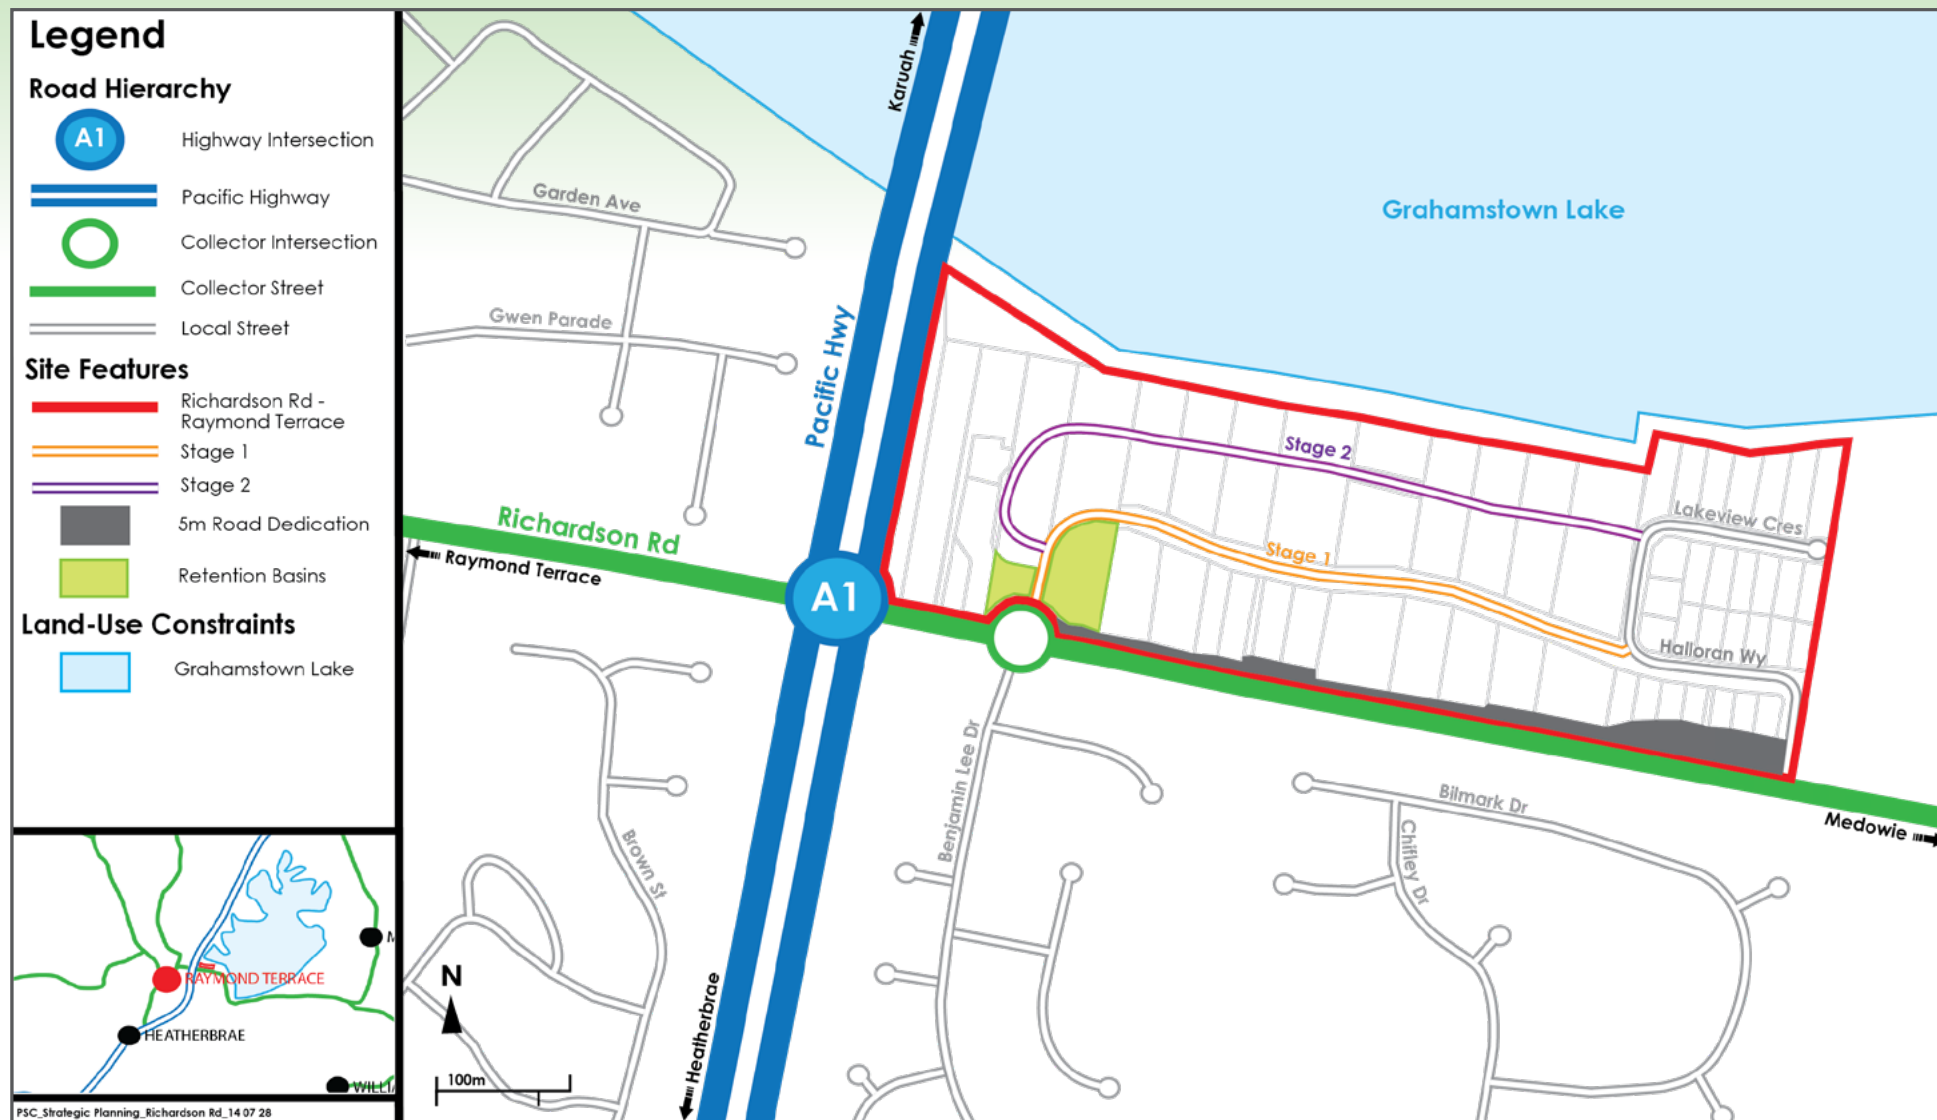 Legend
Road Hierarchy
A1
Highway Intersection
Pacific Highway
Collector Intersection
Collector Street
Local Street
Site Features
Richardson Rd -
Raymond Terrace
Stage 1
Stage 2
5m Road Dedication
Retention Basins
Land-Use Constraints
Grahamstown Lake
RAYMOND TERRACE
HEATHERBRAE
M
WILLI
PSC_Strategic Planning_Richardson Rd_14 07 28
Karuah
Garden Ave
Gwen Parade
Pacific Hwy
Grahamstown Lake
Richardson Rd
Raymond Terrace
A1
Stage 2
Stage 1
Lakeview Cres
Halloran Wy
Benjamin Lee Dr
Brown St
Bilmark Dr
Chifley Dr
Medowie
Heatherbrae
N
100m